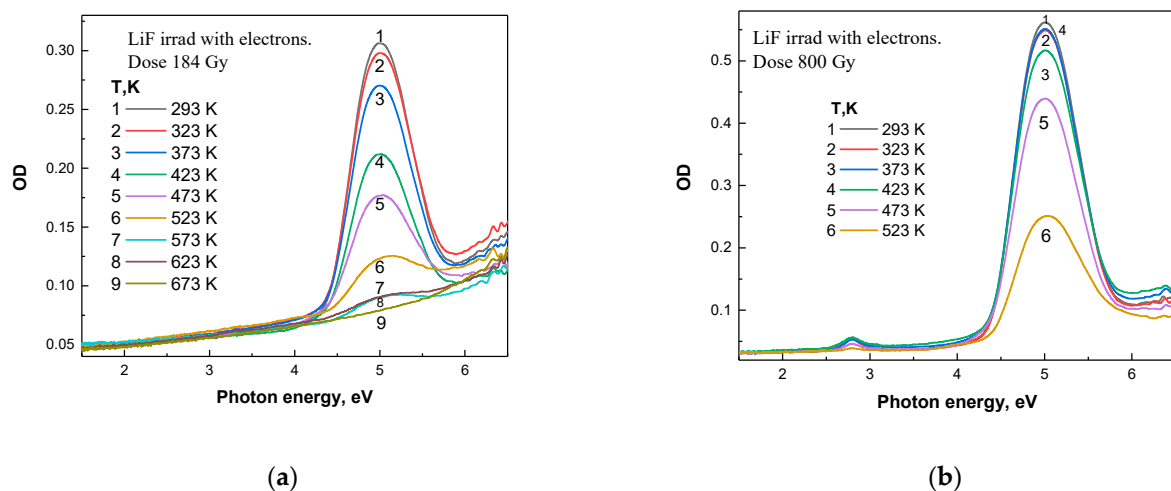 LiF irrad with electrons.
Dose 184 Gy
T,K
1 293 K
2 323 K
3 373 K
4 423 K
5 473 K
6 523 K
7 573 K
8 623 K
9 673 K
1
2
3
4
5
6
7
8
9
0.30
0.25
0.20
0.15
0.10
0.05
OD
2 3 4 5 6
Photon energy, eV
(a)
LiF irrad with electrons.
Dose 800 Gy
T,K
1 293 K
2 323 K
3 373 K
4 423 K
5 473 K
6 523 K
1
4
2
3
5
6
0.5
0.4
0.3
0.2
0.1
OD
2 3 4 5 6
Photon energy, eV
(b)